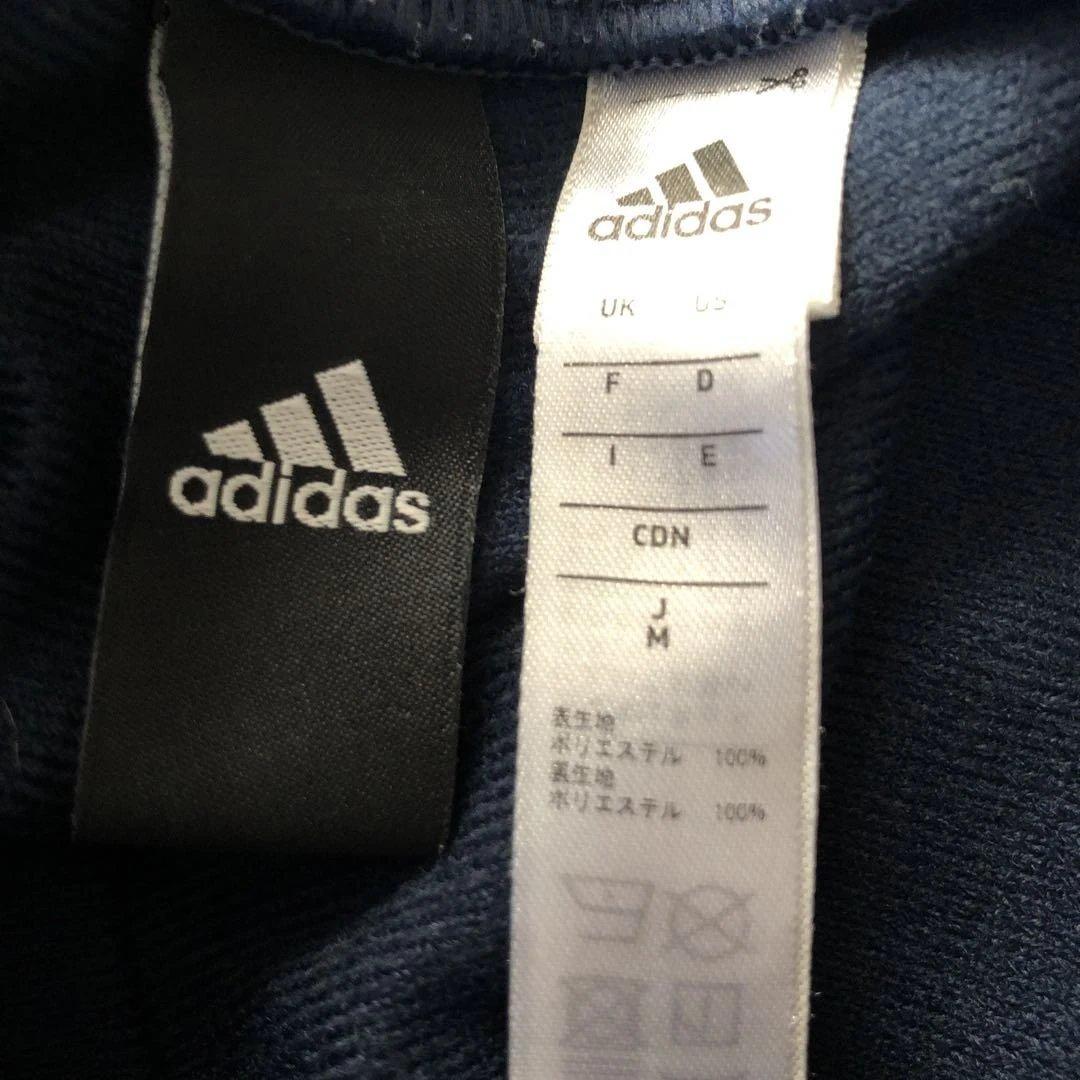 adidas
adidas
UK US
F D
I E
CDN
J
M
表生地
ポリエステル 100%
裏生地
ポリエステル 100%